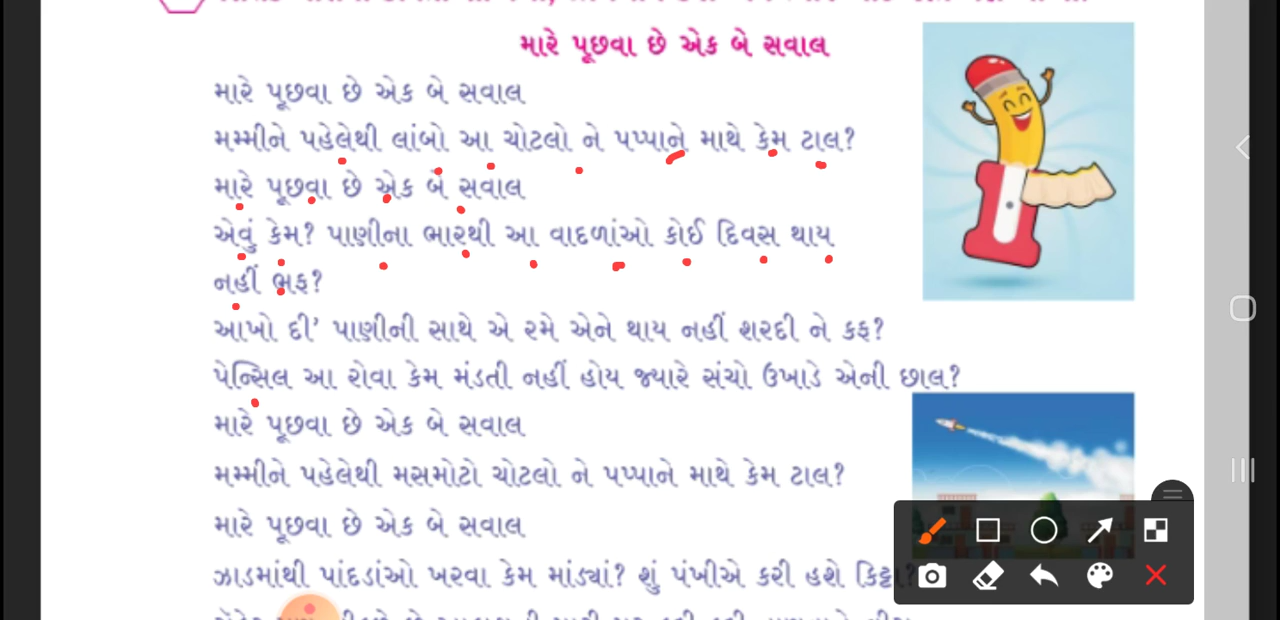 મારે પૂછવા છે એક બે સવાલ
મારે પૂછવા છે એક બે સવાલ
મમ્મીને પહેલેથી લાંબો આ ચોટલો ને પપ્પાને માથે કેમ ટાલ?
મારે પૂછવા છે એક બે સવાલ
એવું કેમ? પાણીના ભારથી આ વાદળાંઓ કોઈ દિવસ થાય
નહીં ભફ?
આખો દી’ પાણીની સાથે એ રમે એને થાય નહીં શરદી ને કફ?
પેન્સિલ આ રોવા કેમ મંડતી નહીં હોય જ્યારે સંચો ઉખાડે એની છાલ?
મારે પૂછવા છે એક બે સવાલ
મમ્મીને પહેલેથી મસમોટો ચોટલો ને પપ્પાને માથે કેમ ટાલ?
મારે પૂછવા છે એક બે સવાલ
ઝાડમાંથી પાંદડાંઓ ખરવા કેમ માંડ્યાં? શું પંખીએ કરી હશે કિટ્ટા?